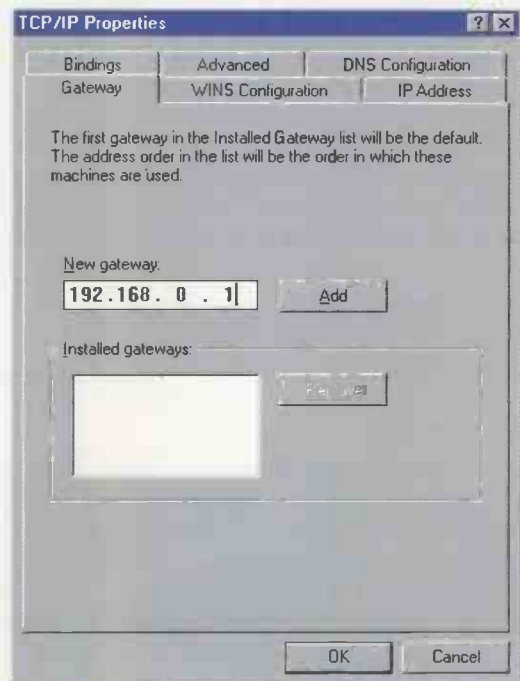 TCP/IP Properties
? ×
Bindings
Advanced
DNS Configuration
Gateway
WINS Configuration
IP Address
The first gateway in the Installed Gateway list will be the default.
The address order in the list will be the order in which these
machines are used.
New gateway:
192.168. 0 . 1
Add
Installed gateways:
OK
Cancel